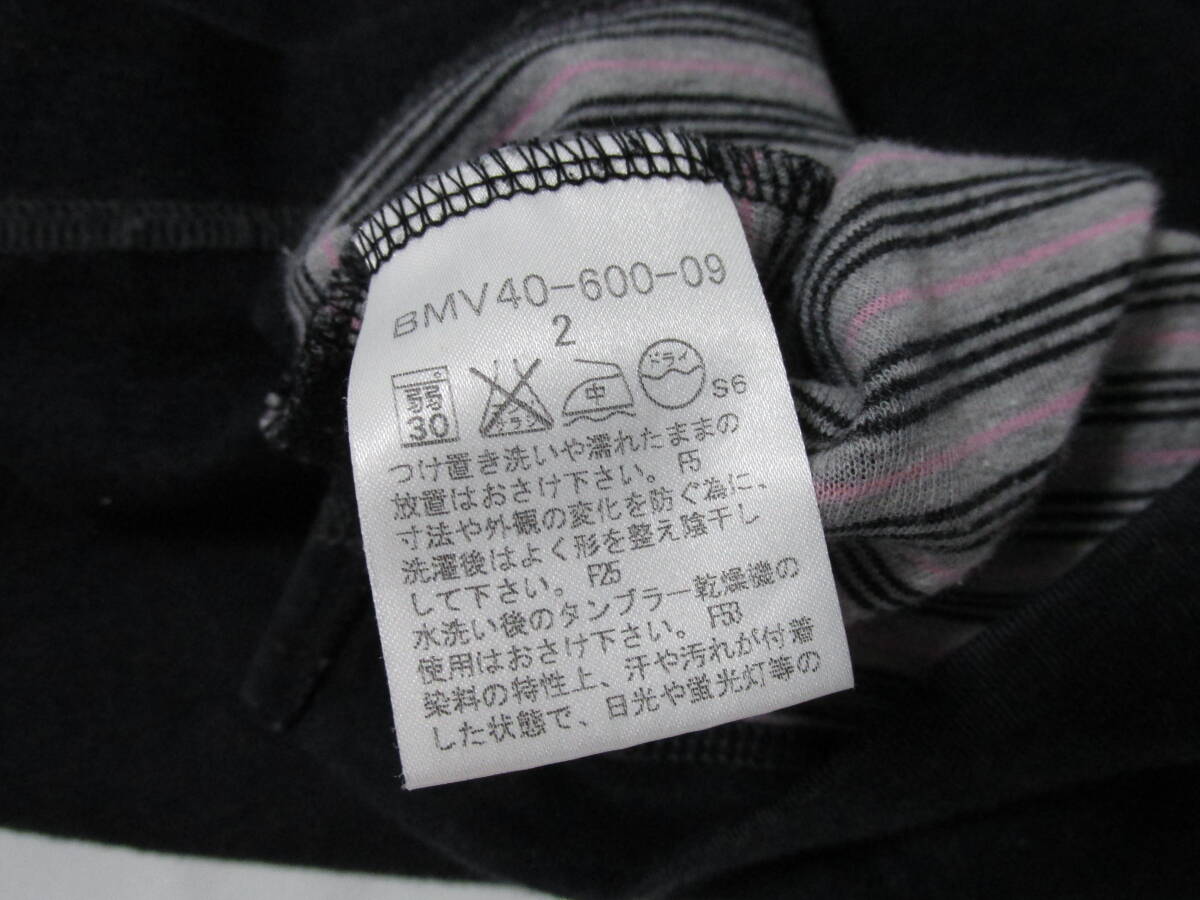 BMV40-600-09
2
弱
30
エンソ
サラシ
中
ドライ
S6
つけ置き洗いや濡れたままの
放置はおさけ下さい。 F5
寸法や外観の変化を防ぐ為に、
洗濯後はよく形を整え陰干し
して下さい。 F25
水洗い後のタンブラー乾燥機の
使用はおさけ下さい。 F53
染料の特性上、汗や汚れが付着
した状態で、日光や蛍光灯等の